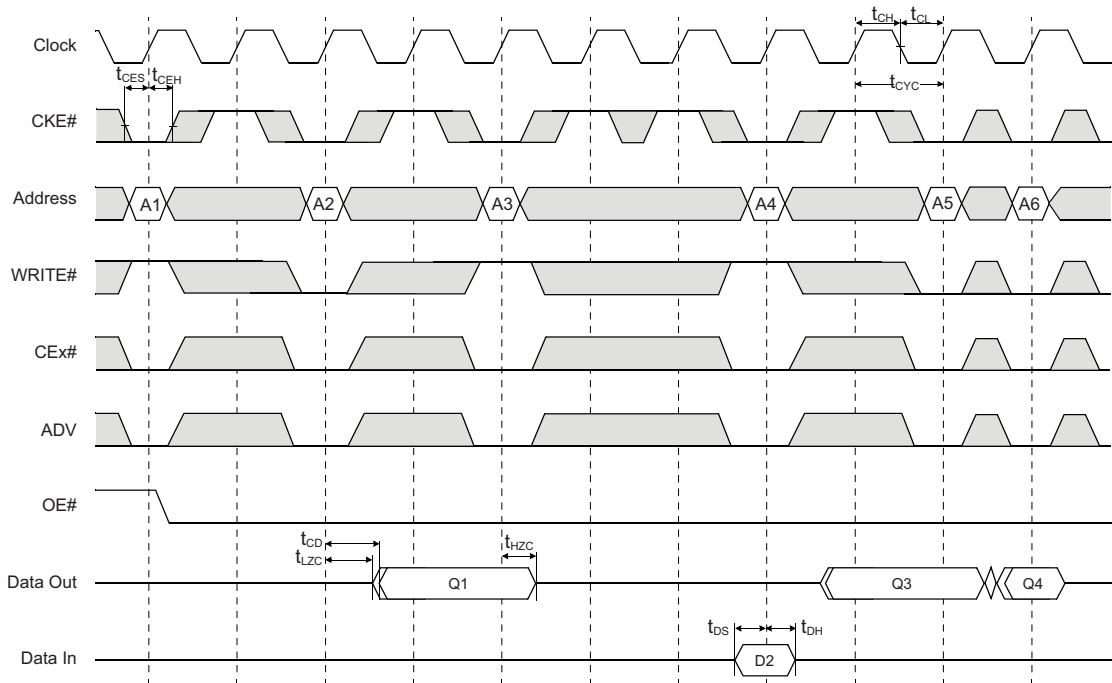 tCH tCL
Clock
tCES tCEH
tCYC
CKE#
Address A1 A2 A3 A4 A5 A6
WRITE#
CEx#
ADV
OE#
tCD
tLZC tHZC
Data Out Q1 Q3 Q4
tDS tDH
Data In D2